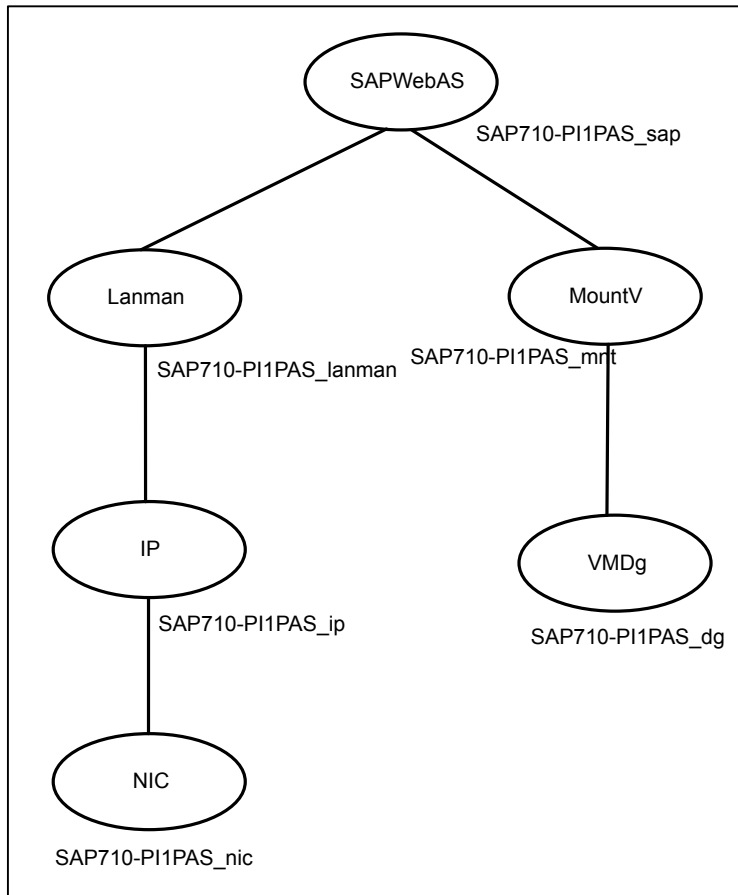 SAPWebAS
SAP710-PI1PAS_sap
Lanman
MountV
SAP710-PI1PAS_lanman
SAP710-PI1PAS_mnt
IP
VMDg
SAP710-PI1PAS_ip
SAP710-PI1PAS_dg
NIC
SAP710-PI1PAS_nic